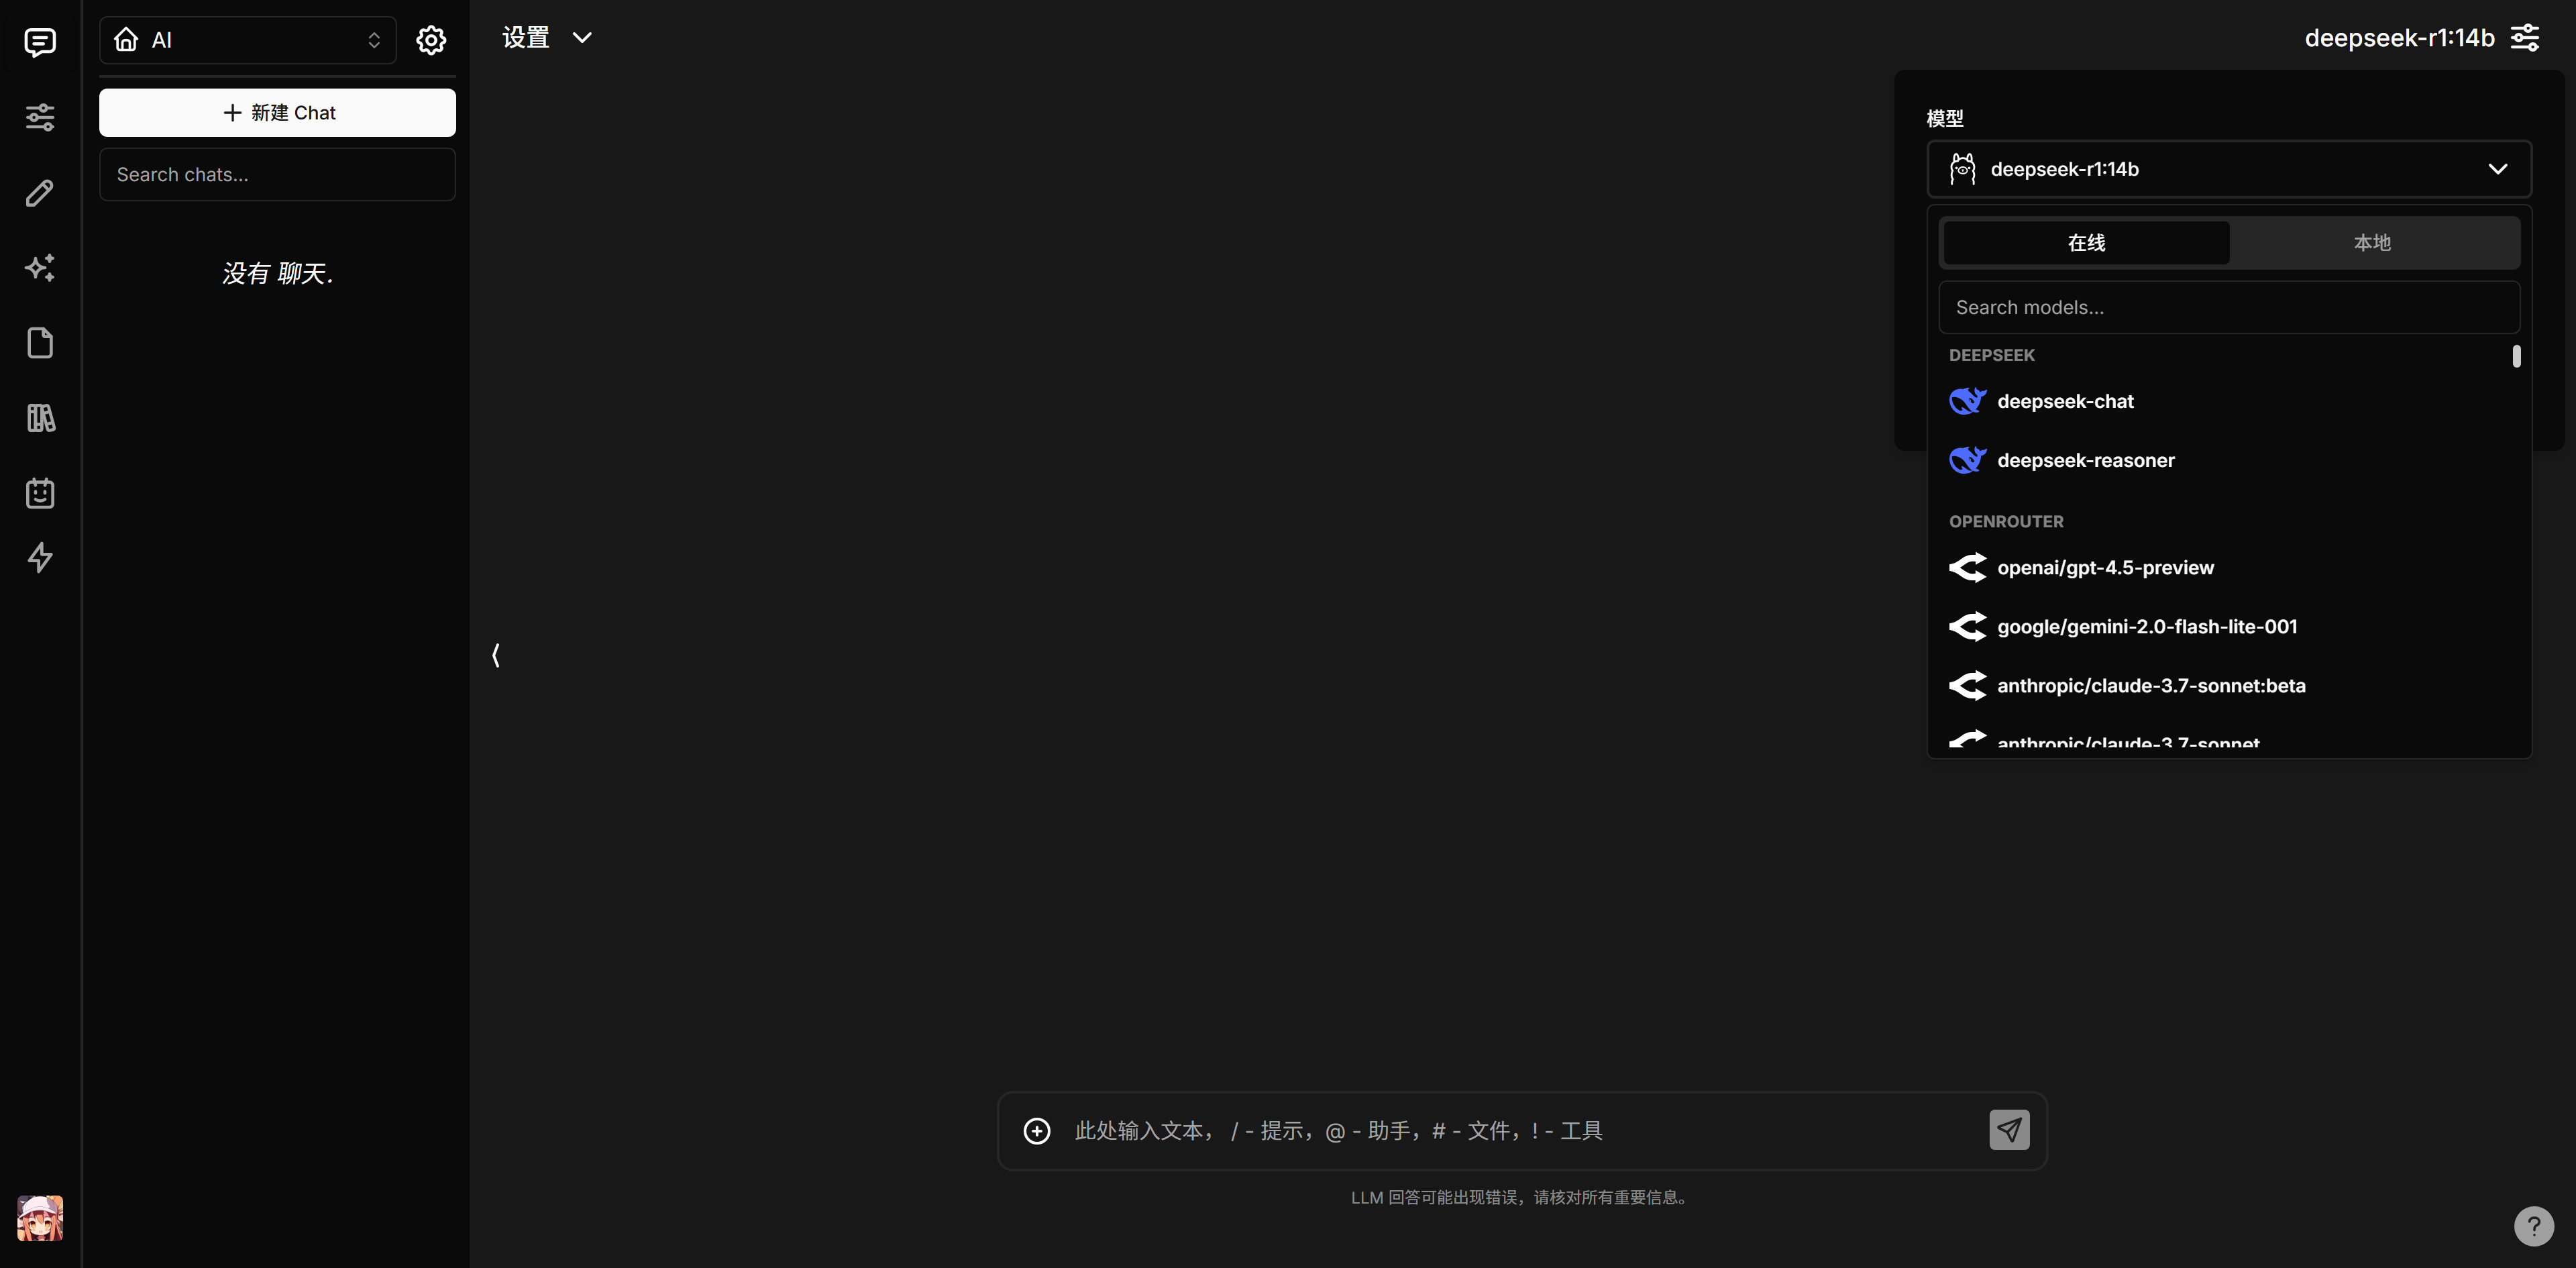 AI
新建 Chat
Search chats...
没有 聊天.
设置
deepseek-r1:14b
模型
deepseek-r1:14b
在线
本地
Search models...
DEEPSEEK
deepseek-chat
deepseek-reasoner
OPENROUTER
openai/gpt-4.5-preview
google/gemini-2.0-flash-lite-001
anthropic/claude-3.7-sonnet:beta
anthropic/claude-3.7-sonnet
此处输入文本， / - 提示，@ - 助手，# - 文件，! - 工具
LLM 回答可能出现错误，请核对所有重要信息。
?